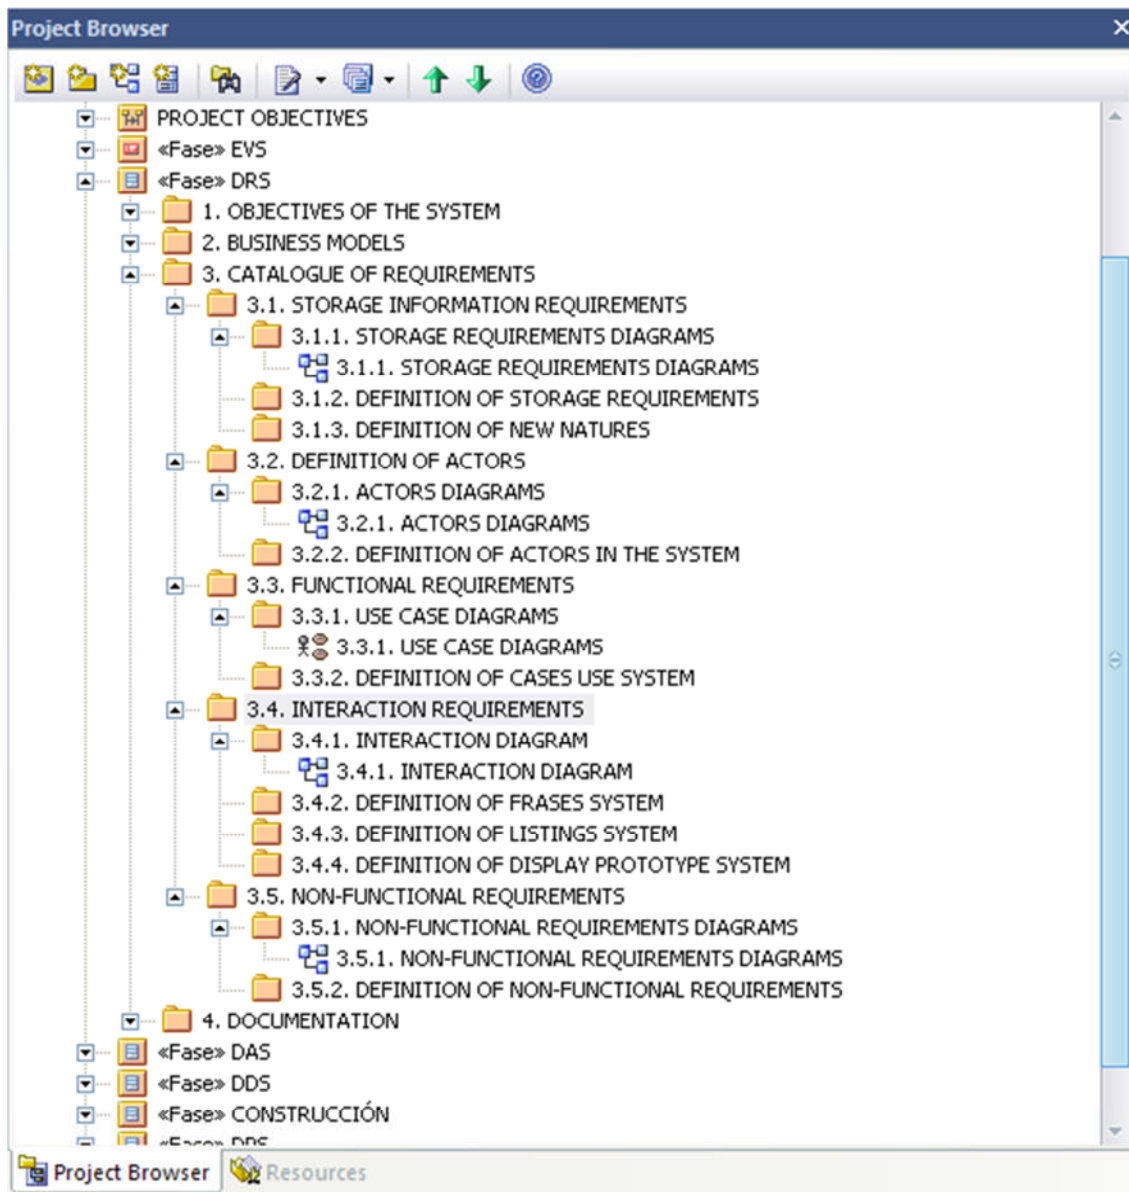 Project Browser
PROJECT OBJECTIVES
«Fase» EVS
«Fase» DRS
1. OBJECTIVES OF THE SYSTEM
2. BUSINESS MODELS
3. CATALOGUE OF REQUIREMENTS
3.1. STORAGE INFORMATION REQUIREMENTS
3.1.1. STORAGE REQUIREMENTS DIAGRAMS
3.1.1. STORAGE REQUIREMENTS DIAGRAMS
3.1.2. DEFINITION OF STORAGE REQUIREMENTS
3.1.3. DEFINITION OF NEW NATURES
3.2. DEFINITION OF ACTORS
3.2.1. ACTORS DIAGRAMS
3.2.1. ACTORS DIAGRAMS
3.2.2. DEFINITION OF ACTORS IN THE SYSTEM
3.3. FUNCTIONAL REQUIREMENTS
3.3.1. USE CASE DIAGRAMS
3.3.1. USE CASE DIAGRAMS
3.3.2. DEFINITION OF CASES USE SYSTEM
3.4. INTERACTION REQUIREMENTS
3.4.1. INTERACTION DIAGRAM
3.4.1. INTERACTION DIAGRAM
3.4.2. DEFINITION OF FRASES SYSTEM
3.4.3. DEFINITION OF LISTINGS SYSTEM
3.4.4. DEFINITION OF DISPLAY PROTOTYPE SYSTEM
3.5. NON-FUNCTIONAL REQUIREMENTS
3.5.1. NON-FUNCTIONAL REQUIREMENTS DIAGRAMS
3.5.1. NON-FUNCTIONAL REQUIREMENTS DIAGRAMS
3.5.2. DEFINITION OF NON-FUNCTIONAL REQUIREMENTS
4. DOCUMENTATION
«Fase» DAS
«Fase» DDS
«Fase» CONSTRUCCIÓN
«Fase»
Project Browser
Resources